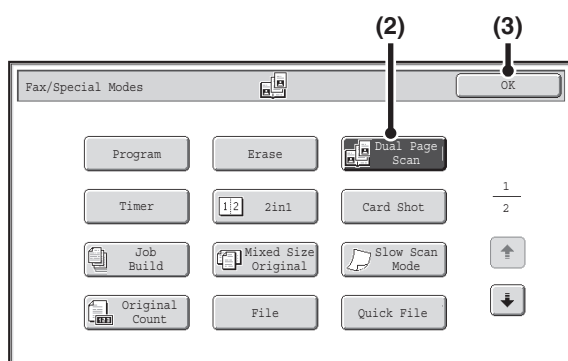 (2)
(3)
Fax/Special Modes
OK
Program
Erase
Dual Page
Scan
Timer
1 2
2in1
Card Shot
1
2
Job
Build
Mixed Size
Original
Slow Scan
Mode
Original
Count
123
File
Quick File